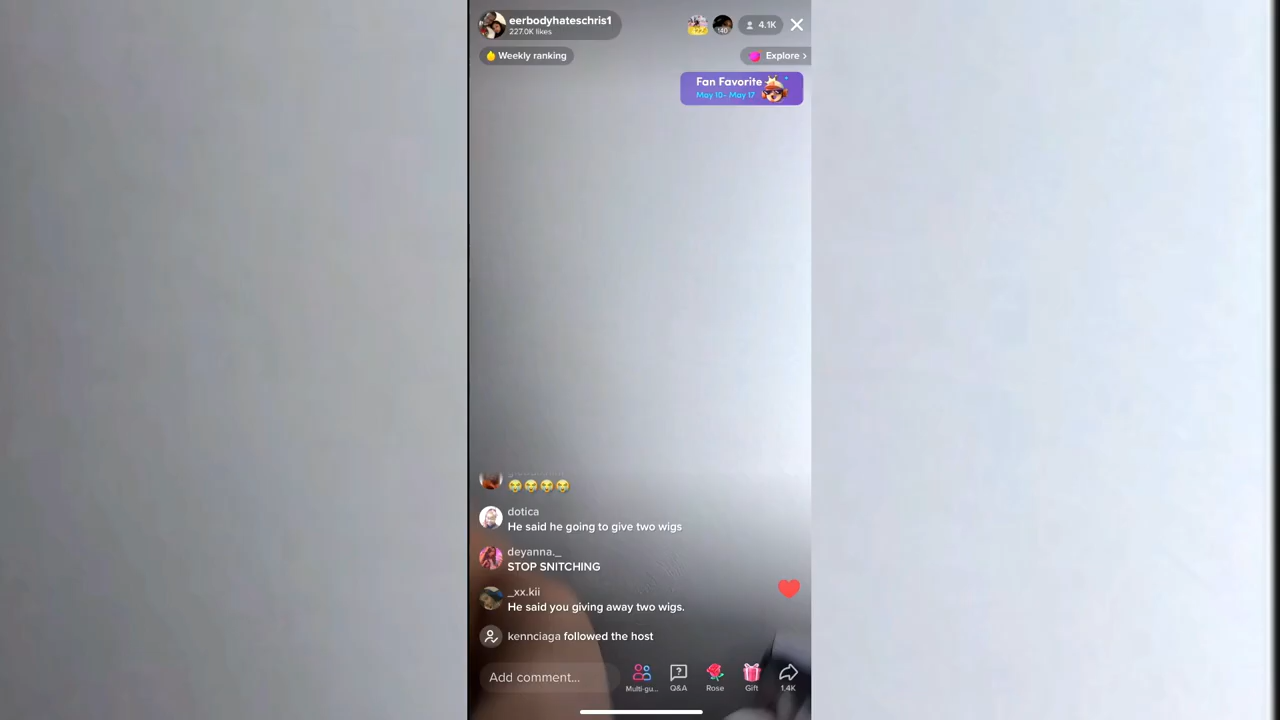 eerbodyhateschris1
227.0K likes
4.1K
Weekly ranking
Explore >
Fan Favorite
May 10- May 17
😭😭😭😭
dotica
He said he going to give two wigs
deyanna._
STOP SNITCHING
_xx.kii
He said you giving away two wigs.
kennciaga followed the host
Add comment...
Multi-gu...
Q&A
Rose
Gift
1.4K